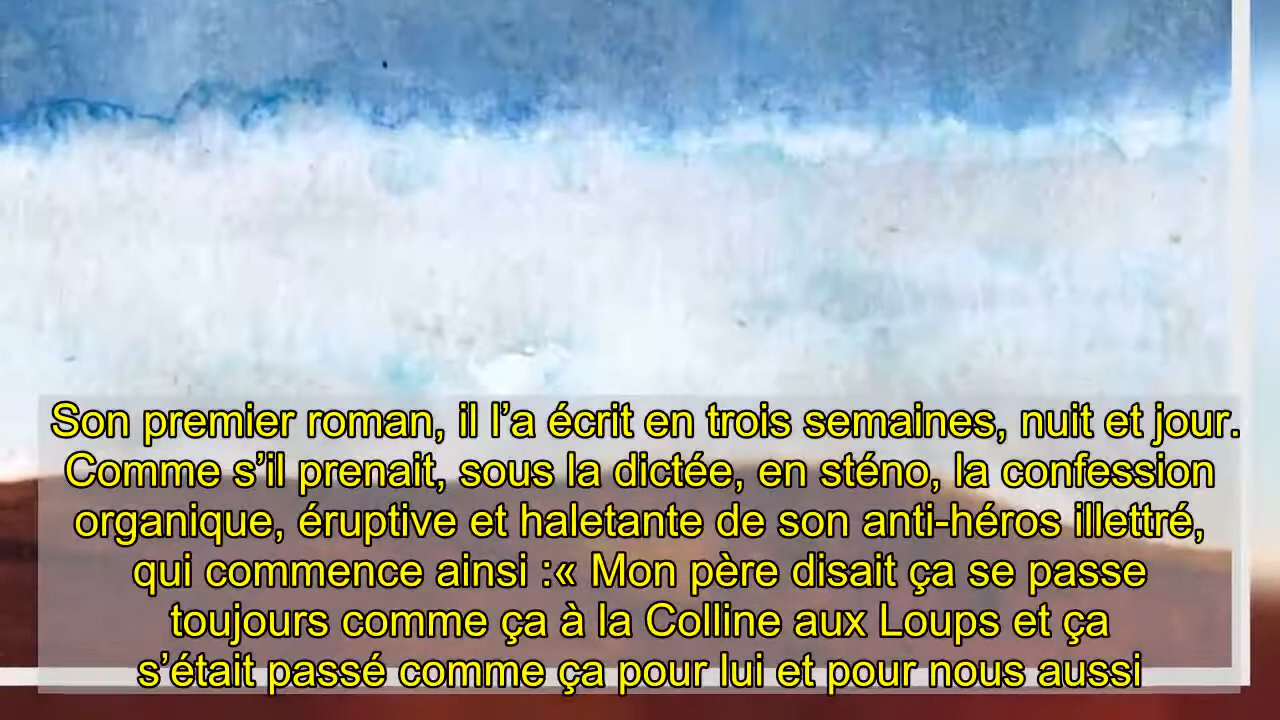 Son premier roman, il l’a écrit en trois semaines, nuit et jour.
Comme s’il prenait, sous la dictée, en sténo, la confession
organique, éruptive et haletante de son anti-héros illettré,
qui commence ainsi :« Mon père disait ça se passe
toujours comme ça à la Colline aux Loups et ça
s’était passé comme ça pour lui et pour nous aussi